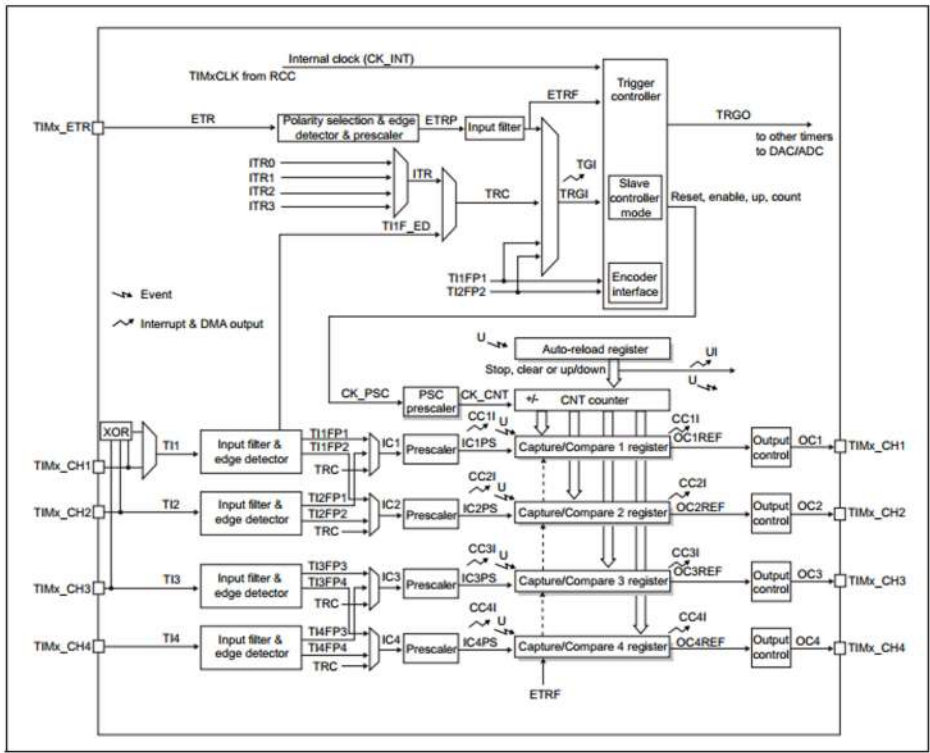 Internal clock (CK_INT)
TIMxCLK from RCC
Trigger
controller
ETRF
TIMx_ETR
ETR
Polarity selection & edge
detector & prescaler
ETRP
Input filter
TRGO
to other timers
to DAC/ADC
ITR0
ITR1
ITR2
ITR3
ITR
TRC
TI1F_ED
TGI
TRGI
Slave
controller
mode
Reset, enable, up, count
TI1FP1
TI2FP2
Encoder
interface
Event
Interrupt & DMA output
U
Auto-reload register
UI
Stop, clear or up/down
U
CK_PSC
PSC
prescaler
CK_CNT
+/-
CNT counter
XOR
TI1
Input filter &
edge detector
TI1FP1
TI1FP2
TRC
IC1
Prescaler
CC1I
U
IC1PS
Capture/Compare 1 register
CC1I
OC1REF
Output
control
OC1
TIMx_CH1
TIMx_CH1
TIMx_CH2
TI2
Input filter &
edge detector
TI2FP1
TI2FP2
TRC
IC2
Prescaler
CC2I
U
IC2PS
Capture/Compare 2 register
CC2I
OC2REF
Output
control
OC2
TIMx_CH2
TIMx_CH3
TI3
Input filter &
edge detector
TI3FP3
TI3FP4
TRC
IC3
Prescaler
CC3I
U
IC3PS
Capture/Compare 3 register
CC3I
OC3REF
Output
control
OC3
TIMx_CH3
TIMx_CH4
TI4
Input filter &
edge detector
TI4FP3
TI4FP4
TRC
IC4
Prescaler
CC4I
U
IC4PS
Capture/Compare 4 register
CC4I
OC4REF
Output
control
OC4
TIMx_CH4
ETRF